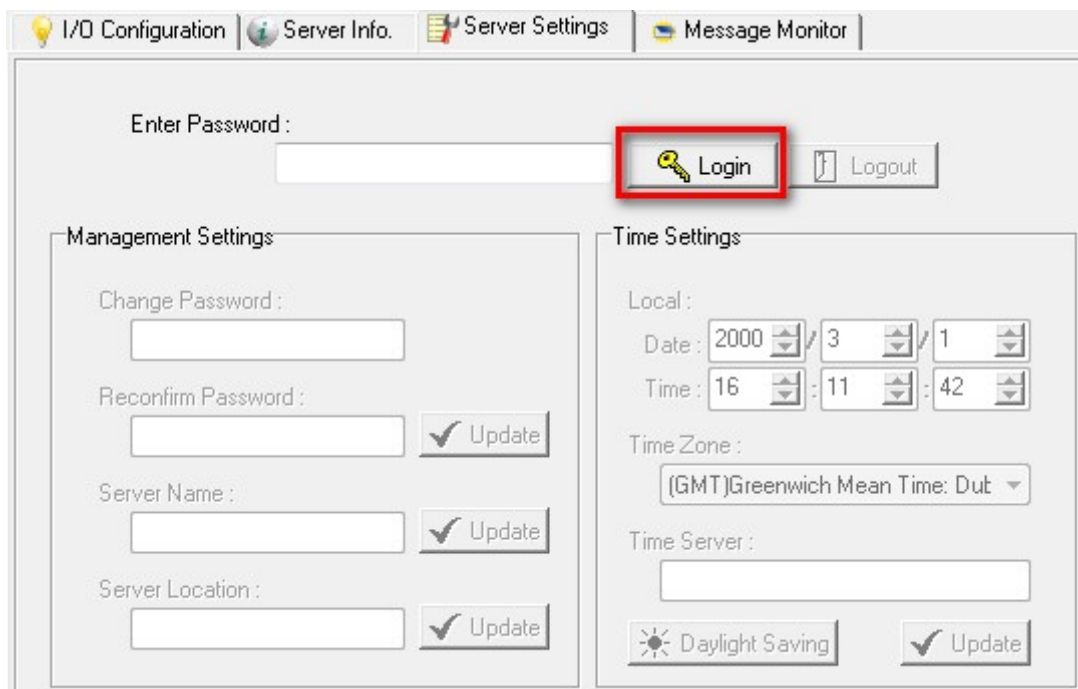 I/O Configuration Server Info. Server Settings Message Monitor
Enter Password :
Login Logout
Management Settings
Change Password :
Reconfirm Password :
Update
Server Name :
Update
Server Location :
Update
Time Settings
Local :
Date : 2000 / 3 / 1
Time : 16 : 11 : 42
Time Zone :
(GMT)Greenwich Mean Time: Dub
Time Server :
Daylight Saving Update